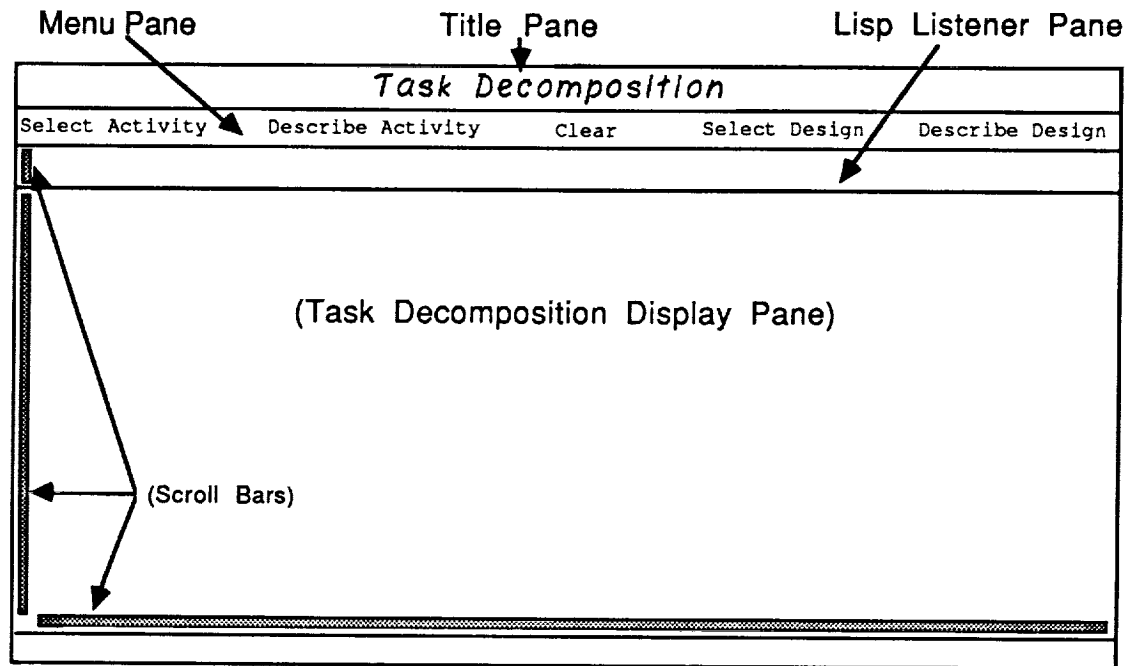 Menu Pane Title Pane Lisp Listener Pane
Task Decomposition
Select Activity Describe Activity Clear Select Design Describe Design
(Task Decomposition Display Pane)
(Scroll Bars)